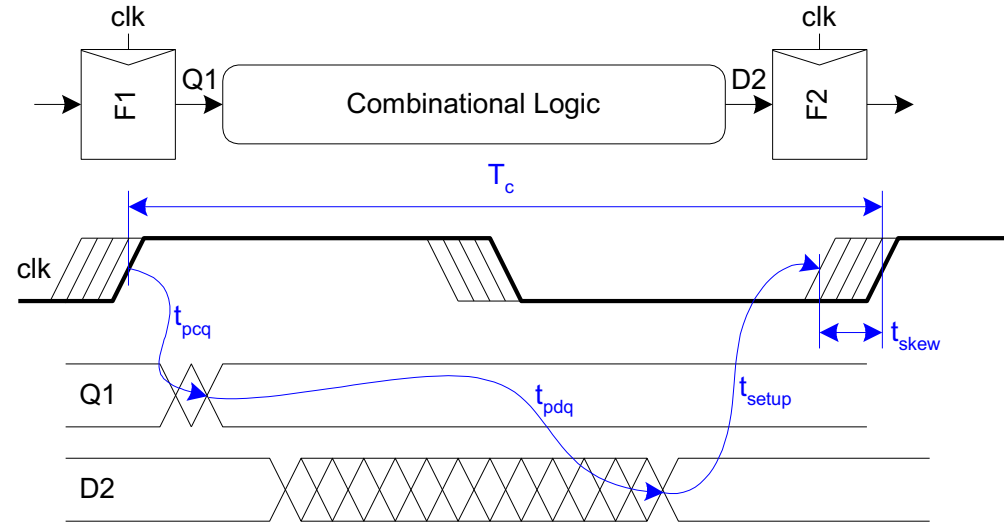 clk clk
F1 Q1 Combinational Logic D2 F2
T_c
clk
t_pcq
t_skew
Q1 t_pdq t_setup
D2